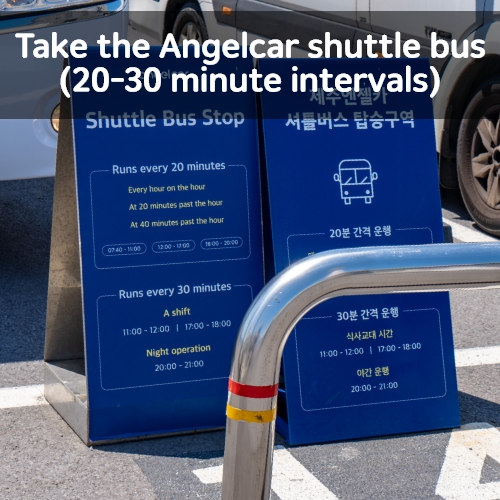 Take the Angelcar shuttle bus
(20-30 minute intervals)
Shuttle Bus Stop
Runs every 20 minutes
Every hour on the hour
At 20 minutes past the hour
At 40 minutes past the hour
07:40 - 11:00 12:00 - 17:00 18:00 - 20:00
Runs every 30 minutes
A shift
11:00 - 12:00 | 17:00 - 18:00
Night operation
20:00 - 21:00
제주엔젤카
셔틀버스 탑승구역
20분 간격 운행
30분 간격 운행
식사교대 시간
11:00 - 12:00 | 17:00 - 18:00
야간 운행
20:00 - 21:00